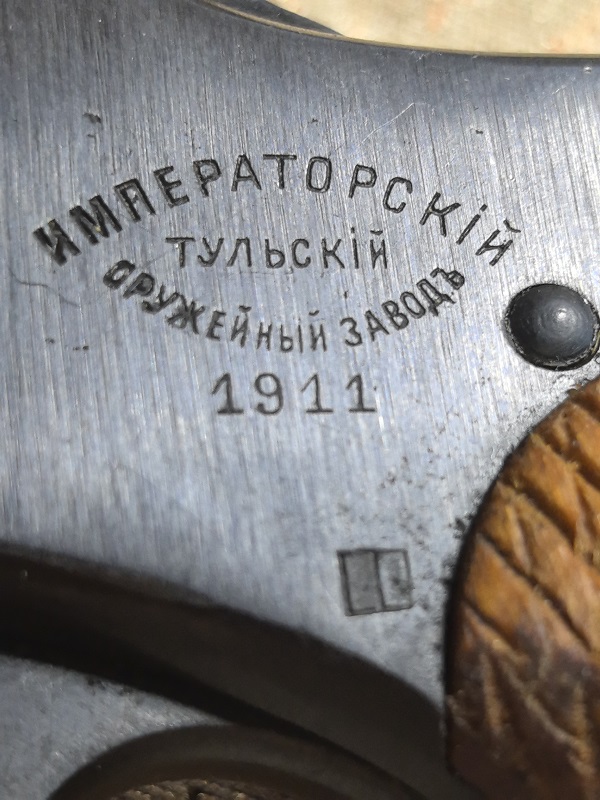 ИМПЕРАТОРСКІЙ
ТУЛЬСКІЙ
ОРУЖЕЙНЫЙ ЗАВОДЪ
1911